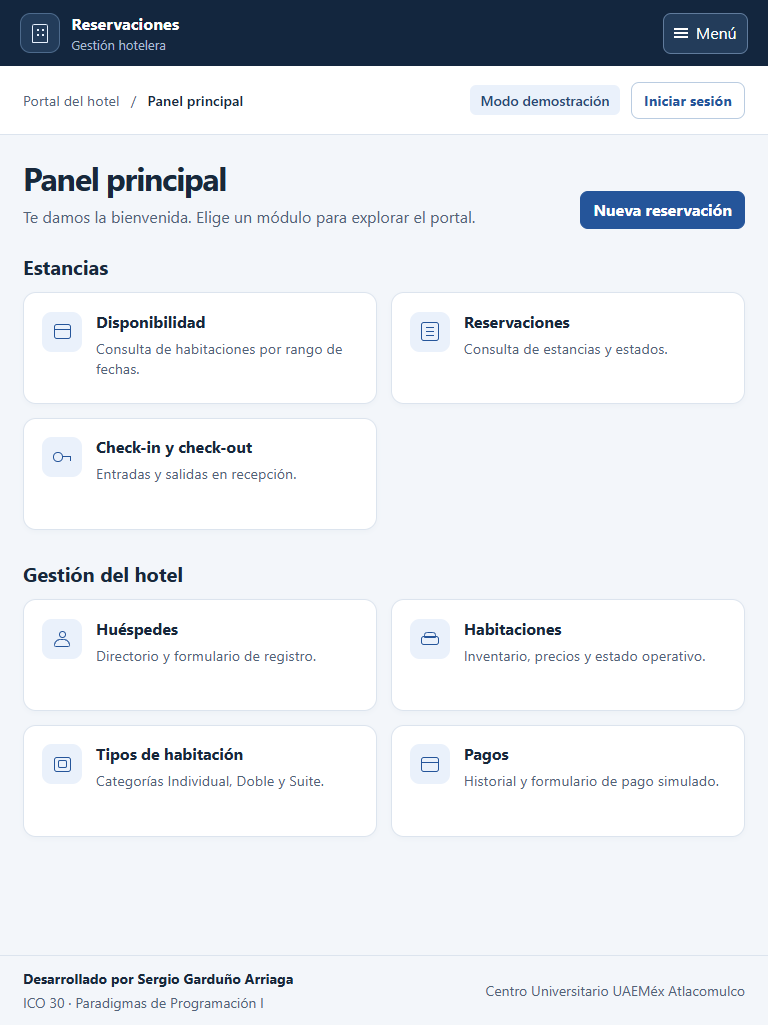 Reservaciones
Gestión hotelera
Menú
Portal del hotel / Panel principal
Modo demostración
Iniciar sesión
Panel principal
Te damos la bienvenida. Elige un módulo para explorar el portal.
Nueva reservación
Estancias
Disponibilidad
Consulta de habitaciones por rango de
fechas.
Reservaciones
Consulta de estancias y estados.
Check-in y check-out
Entradas y salidas en recepción.
Gestión del hotel
Huéspedes
Directorio y formulario de registro.
Habitaciones
Inventario, precios y estado operativo.
Tipos de habitación
Categorías Individual, Doble y Suite.
Pagos
Historial y formulario de pago simulado.
Desarrollado por Sergio Garduño Arriaga
ICO 30 · Paradigmas de Programación I
Centro Universitario UAEMéx Atlacomulco